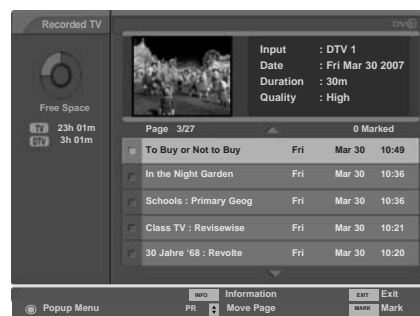 Recorded TV
DVR
Input : DTV 1
Date : Fri Mar 30 2007
Duration : 30m
Quality : High
Free Space
TV 23h 01m
DTV 3h 01m
Page 3/27 0 Marked
To Buy or Not to Buy Fri Mar 30 10:49
In the Night Garden Fri Mar 30 10:36
Schools : Primary Geog Fri Mar 30 10:36
Class TV : Revisewise Fri Mar 30 10:21
30 Jahre '68 : Revolte Fri Mar 30 10:20
INFO Information EXIT Exit
Popup Menu PR Move Page MARK Mark